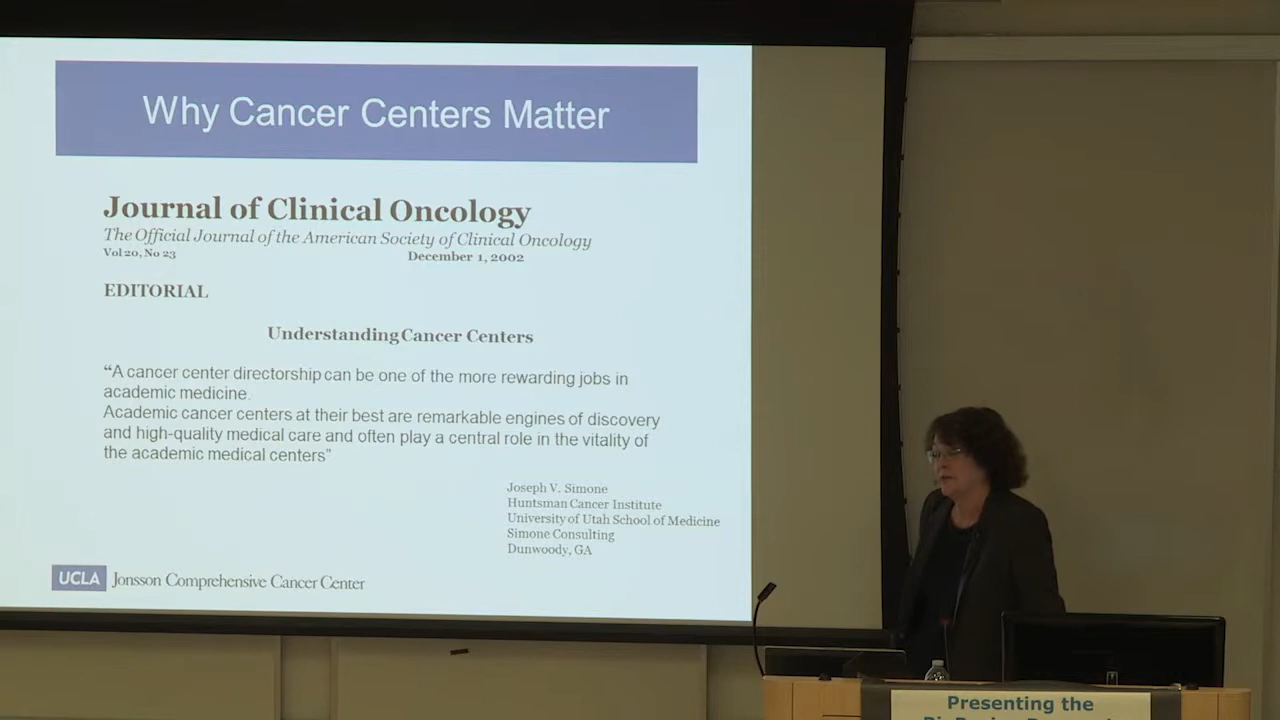 Why Cancer Centers Matter
Journal of Clinical Oncology
The Official Journal of the American Society of Clinical Oncology
Vol 20, No 23 December 1, 2002
EDITORIAL
Understanding Cancer Centers
“A cancer center directorship can be one of the more rewarding jobs in
academic medicine.
Academic cancer centers at their best are remarkable engines of discovery
and high-quality medical care and often play a central role in the vitality of
the academic medical centers”
Joseph V. Simone
Huntsman Cancer Institute
University of Utah School of Medicine
Simone Consulting
Dunwoody, GA
UCLA Jonsson Comprehensive Cancer Center
Presenting the